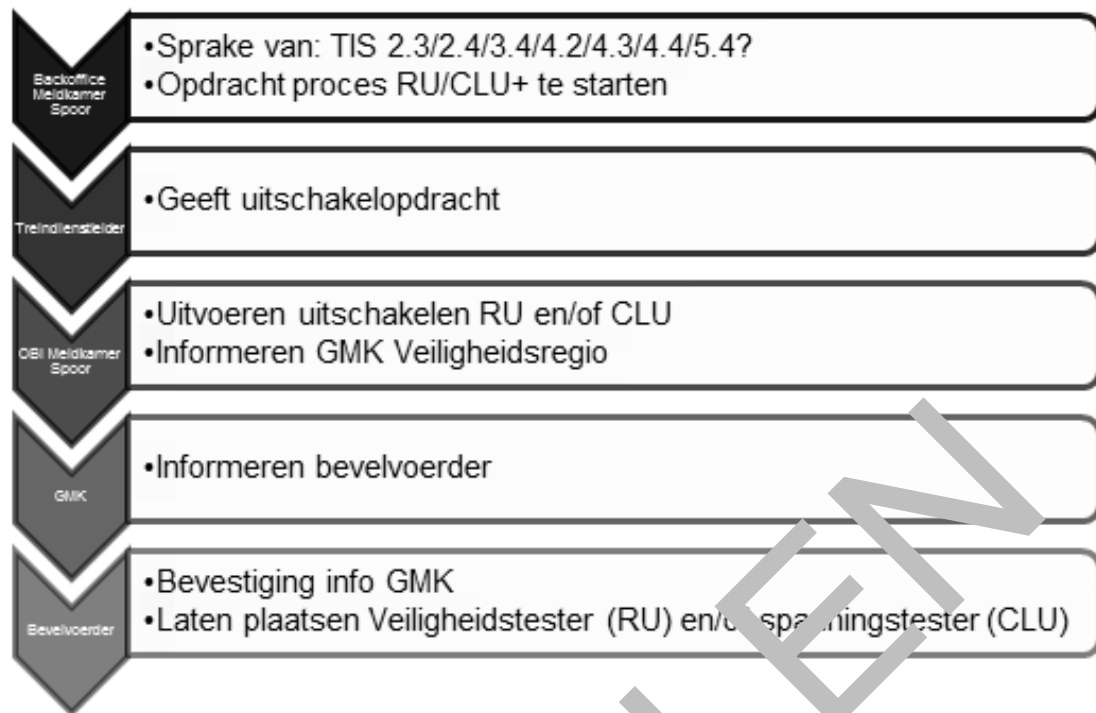 Backoffice
Meldkamer
Spoor
•Sprake van: TIS 2.3/2.4/3.4/4.2/4.3/4.4/5.4?
•Opdracht proces RU/CLU+ te starten
Treindienstleider
•Geeft uitschakelopdracht
OBI Meldkamer
Spoor
•Uitvoeren uitschakelen RU en/of CLU
•Informeren GMK Veiligheidsregio
GMK
•Informeren bevelvoerder
Bevelvoerder
•Bevestiging info GMK
•Laten plaatsen Veiligheidstester (RU) en/of spanningstester (CLU)
EN